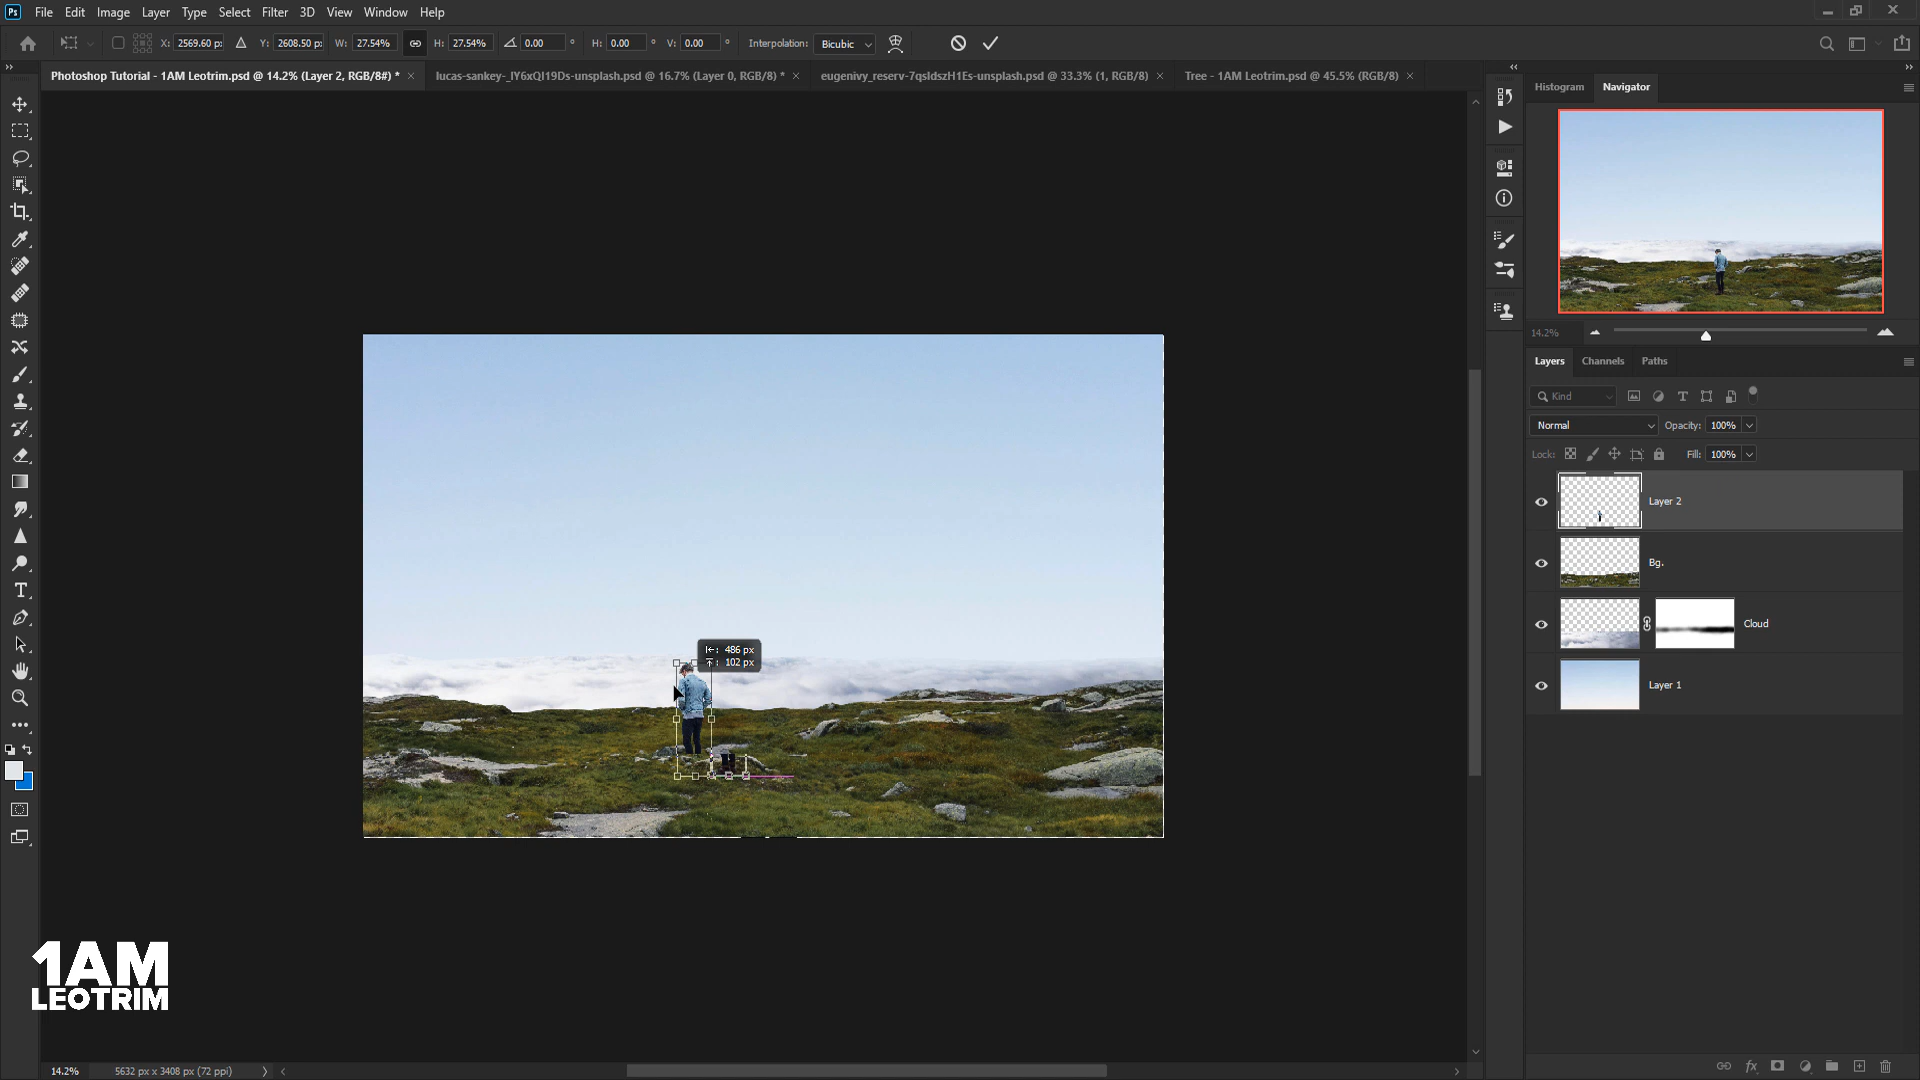 Ps File Edit Image Layer Type Select Filter 3D View Window Help
X: 2569.60 px Y: 2608.50 px W: 27.54% H: 27.54% 0.00 ° H: 0.00 ° V: 0.00 ° Interpolation: Bicubic
Photoshop Tutorial - 1AM Leotrim.psd @ 14.2% (Layer 2, RGB/8#) * lucas-sankey-_lY6xQI19Ds-unsplash.psd @ 16.7% (Layer 0, RGB/8) * eugenivy_reserv-7qsldszH1Es-unsplash.psd @ 33.3% (1, RGB/8) Tree - 1AM Leotrim.psd @ 45.5% (RGB/8)
Histogram Navigator
14.2%
Layers Channels Paths
Kind
Normal Opacity: 100%
Lock: Fill: 100%
Layer 2
Bg.
Cloud
Layer 1
486 px
102 px
1AM
LEOTRIM
14.2% 5632 px x 3408 px (72 ppi)